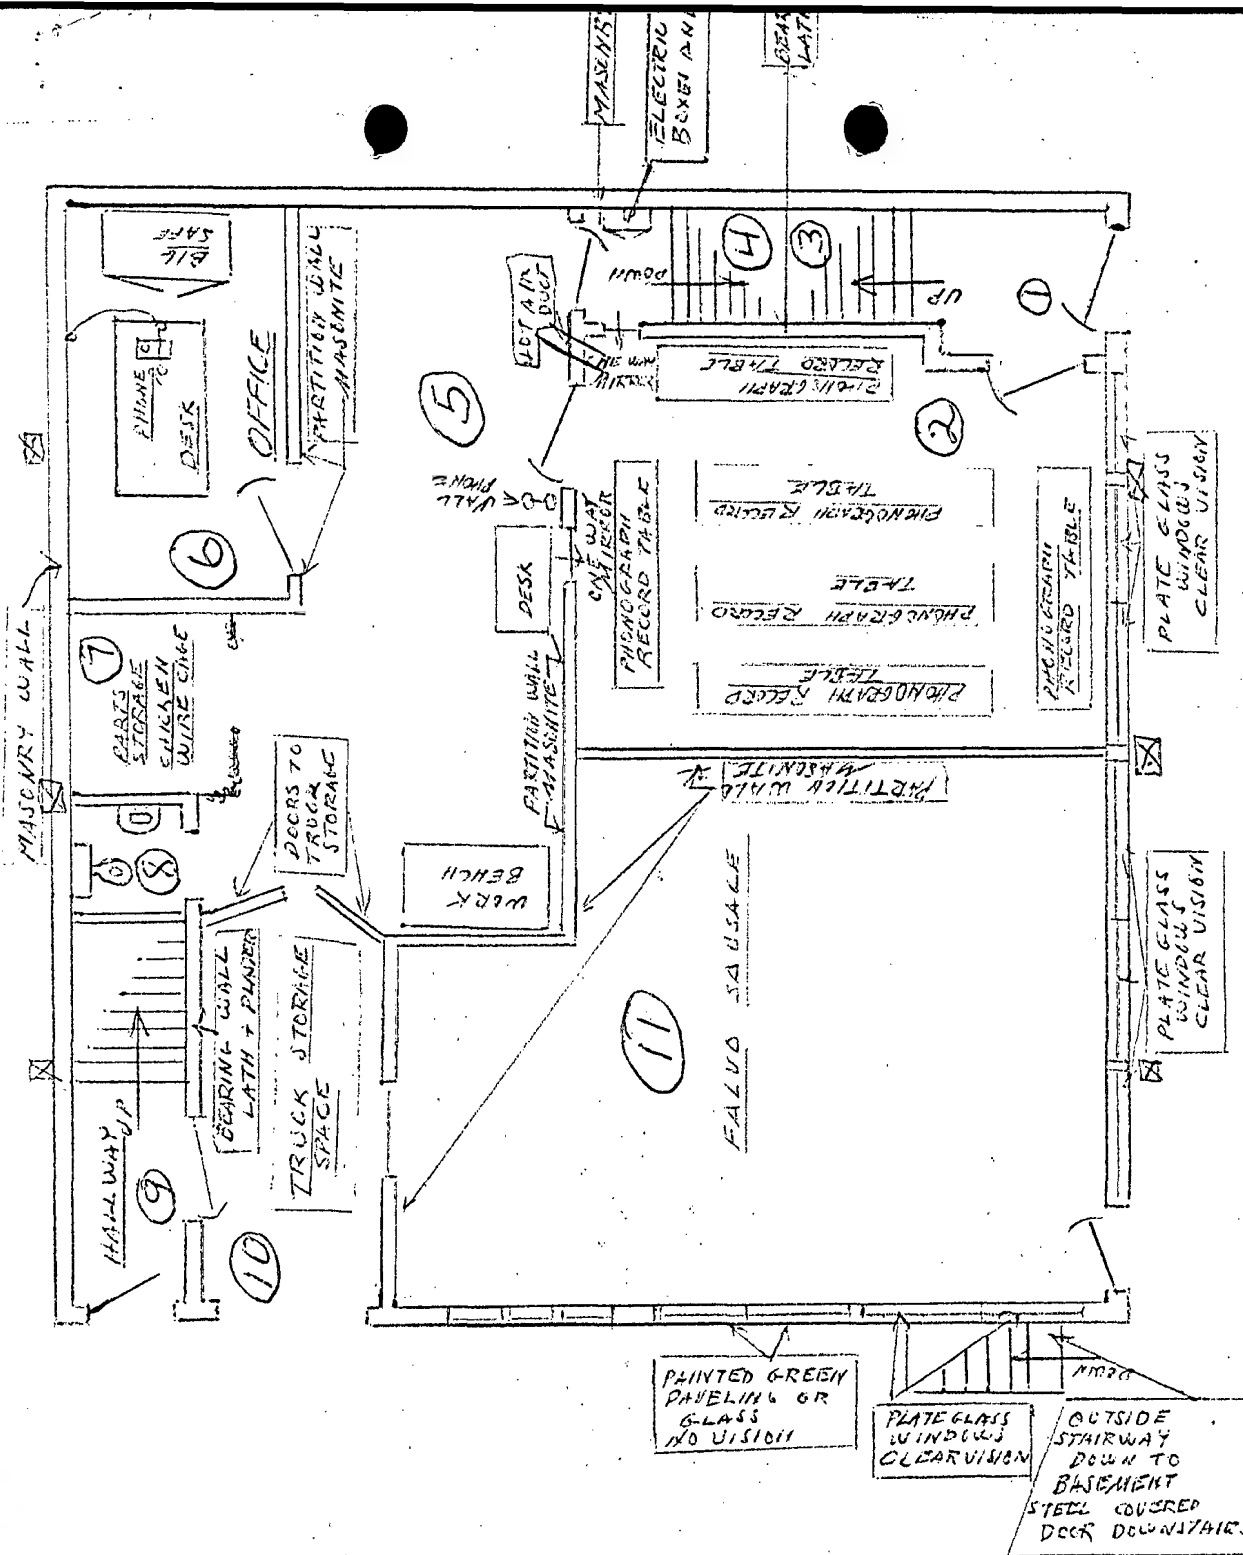 MASONRY
ELECTRIC
BOXES AN
BEAR
LATH
BIG
SAFE
PHONE
DESK
OFFICE
PARTITION WALL
MASONITE
HOT AIR
DUCT
DOWN
4
3
UP
1
PHONOGRAPH
RECORD TABLE
5
2
WALL
PHONE
6
DESK
ONE WAY
MIRROR
PHONOGRAPH
RECORD TABLE
PHONOGRAPH RECORD
TABLE
PHONOGRAPH RECORD
TABLE
PHONOGRAPH RECORD
TABLE
PHONOGRAPH
RECORD TABLE
PLATE GLASS
WINDOWS
CLEAR VISION
MASONRY WALL
7
PARTS
STORAGE
CHICKEN
WIRE CAGE
PARTITION WALL
MASONITE
DOORS TO
TRUCK
STORAGE
PARTITION WALL
MASONITE
8
WORK
BENCH
BEARING WALL
LATH + PLASTER
TRUCK STORAGE
SPACE
11
FALVO SAUSAGE
PLATE GLASS
WINDOWS
CLEAR VISION
HALLWAY
UP
9
10
PAINTED GREEN
PANELING OR
GLASS
NO VISION
PLATE GLASS
WINDOWS
CLEAR VISION
DOWN
OUTSIDE
STAIRWAY
DOWN TO
BASEMENT
STEEL COVERED
DOOR DOWNSTAIRS